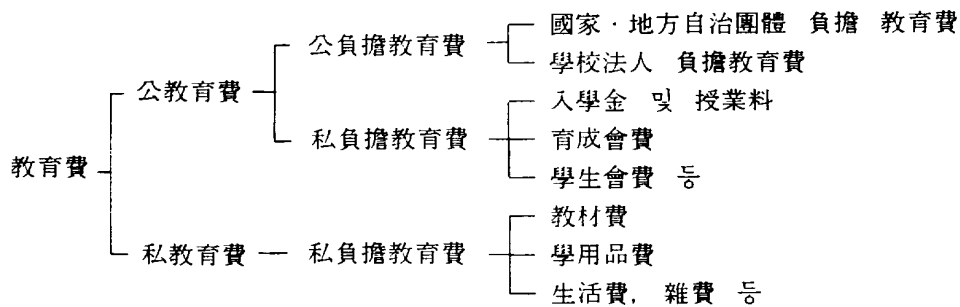 國家·地方自治團體 負擔 教育費
公負擔教育費
學校法人 負擔教育費
公教育費
入學金 및 授業料
私負擔教育費
育成會費
教育費
學生會費 등
教材費
私教育費
私負擔教育費
學用品費
生活費, 雜費 등